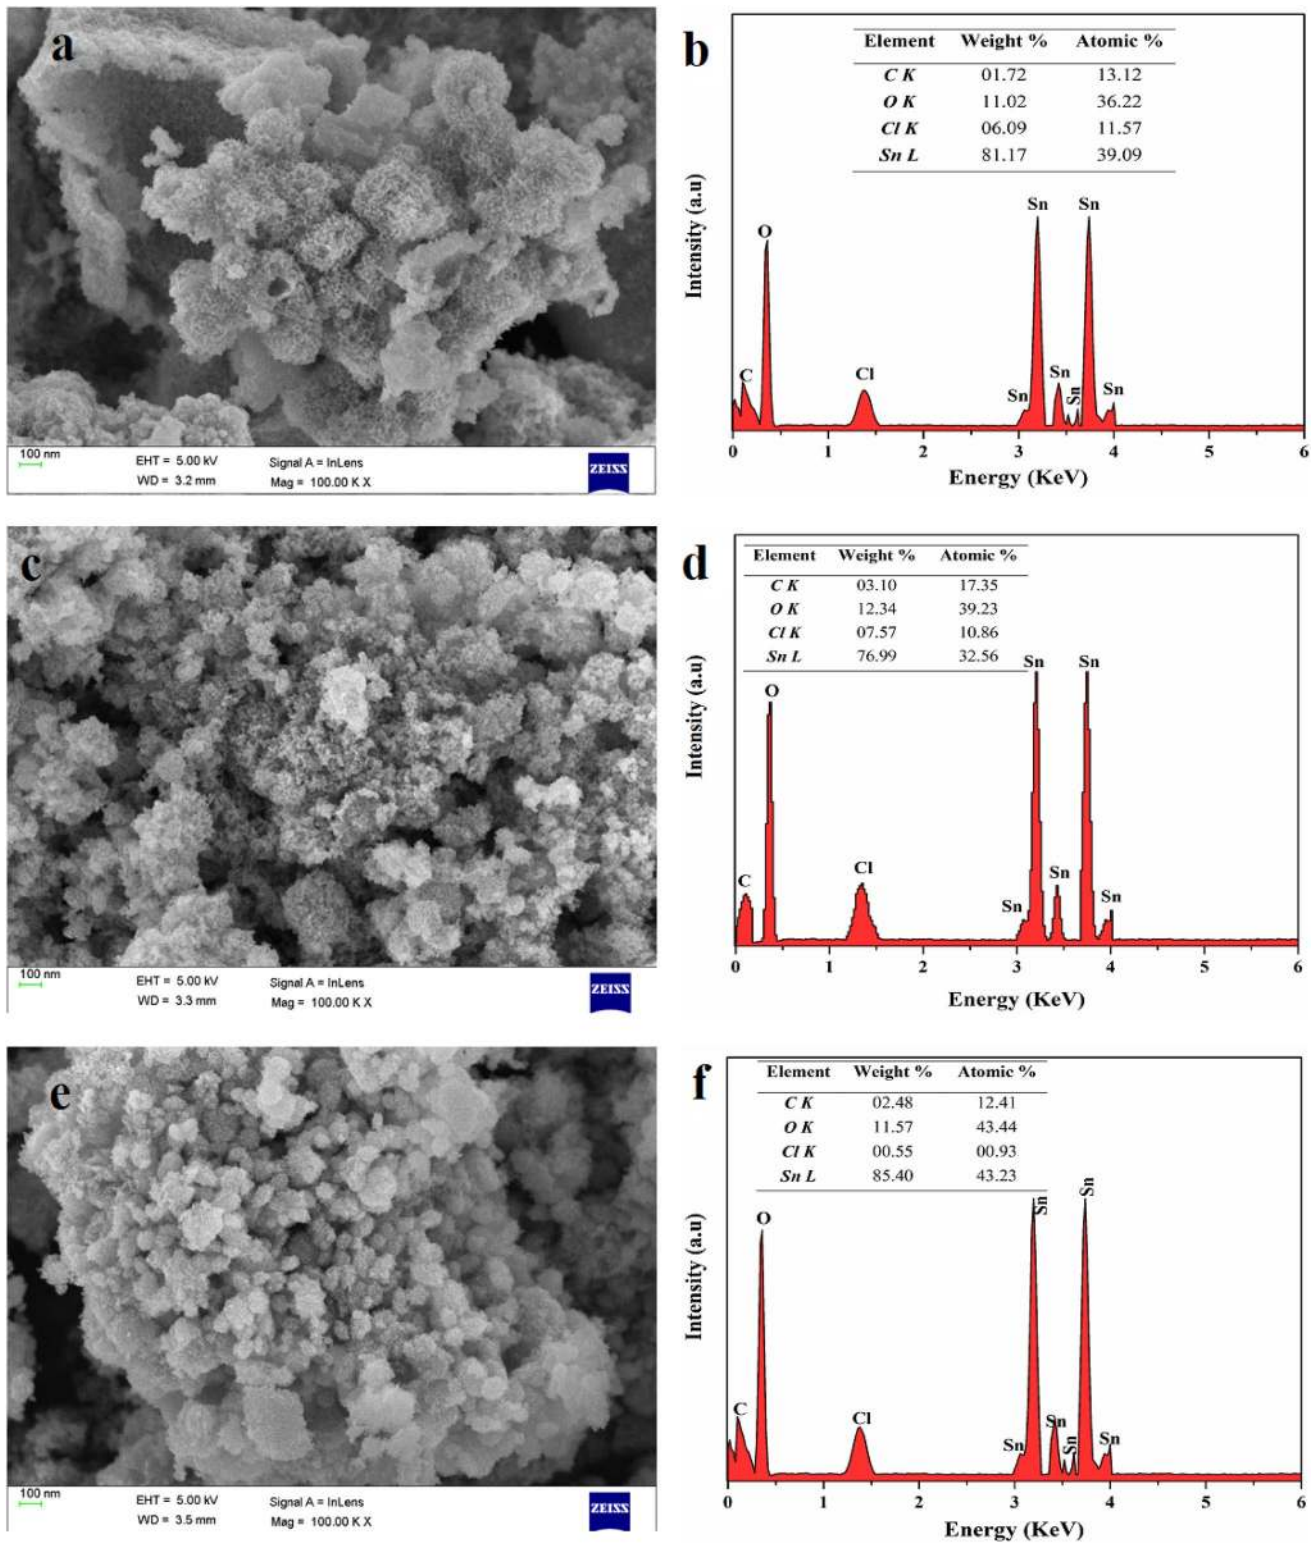 a
100 nm
EHT = 5.00 kV
Signal A = InLens
WD = 3.2 mm
Mag = 100.00 K X
ZEISS
b
Element Weight % Atomic %
C K 01.72 13.12
O K 11.02 36.22
Cl K 06.09 11.57
Sn L 81.17 39.09
Intensity (a.u)
C
O
Cl
Sn
Sn
Sn
Sn
Sn
Sn
0 1 2 3 4 5 6
Energy (KeV)
c
100 nm
EHT = 5.00 kV
Signal A = InLens
WD = 3.3 mm
Mag = 100.00 K X
ZEISS
d
Element Weight % Atomic %
C K 03.10 17.35
O K 12.34 39.23
Cl K 07.57 10.86
Sn L 76.99 32.56
Intensity (a.u)
C
O
Cl
Sn
Sn
Sn
Sn
Sn
0 1 2 3 4 5 6
Energy (KeV)
e
100 nm
EHT = 5.00 kV
Signal A = InLens
WD = 3.5 mm
Mag = 100.00 K X
ZEISS
f
Element Weight % Atomic %
C K 02.48 12.41
O K 11.57 43.44
Cl K 00.55 00.93
Sn L 85.40 43.23
Intensity (a.u)
C
O
Cl
Sn
Sn
Sn
Sn
Sn
Sn
0 1 2 3 4 5 6
Energy (KeV)